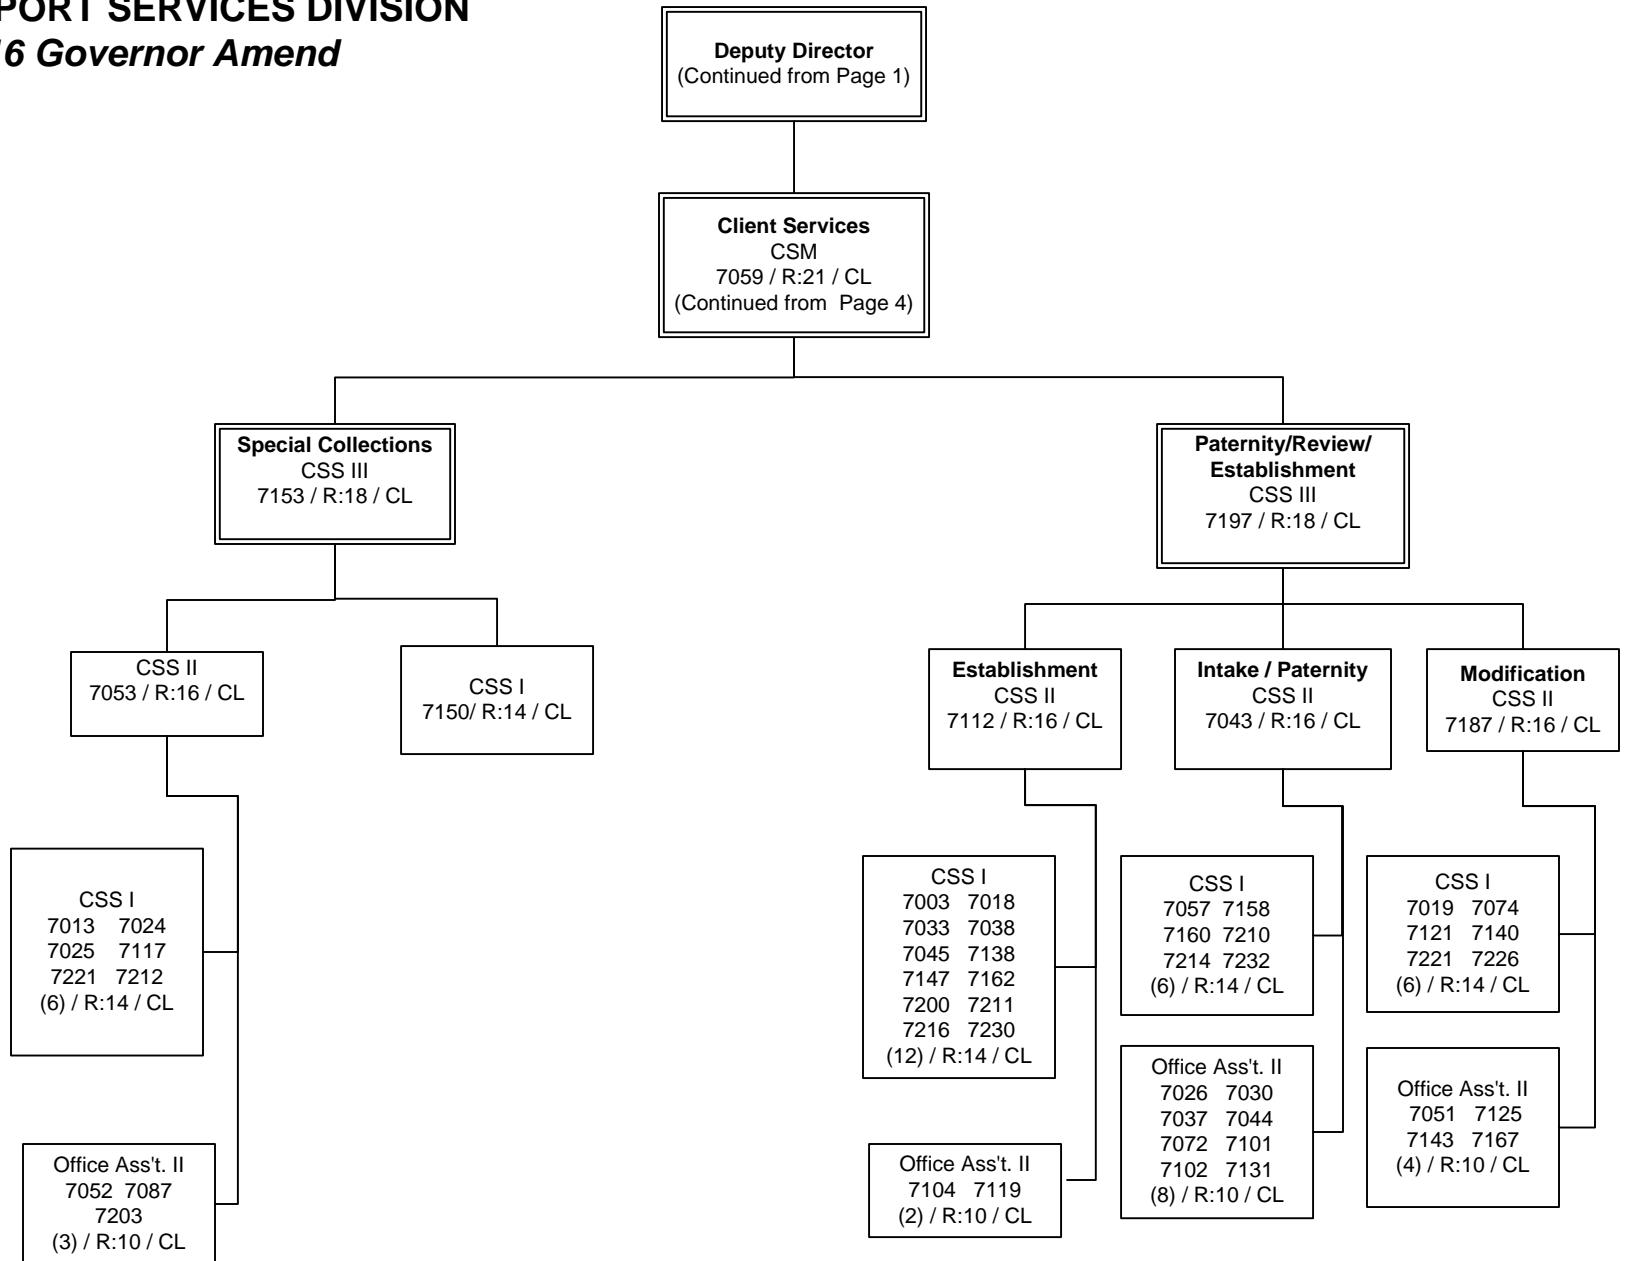 PORT SERVICES DIVISION
6 Governor Amend
Deputy Director
(Continued from Page 1)
Client Services
CSM
7059 / R:21 / CL
(Continued from Page 4)
Special Collections
CSS III
7153 / R:18 / CL
Paternity/Review/
Establishment
CSS III
7197 / R:18 / CL
CSS II
7053 / R:16 / CL
CSS I
7150/ R:14 / CL
Establishment
CSS II
7112 / R:16 / CL
Intake / Paternity
CSS II
7043 / R:16 / CL
Modification
CSS II
7187 / R:16 / CL
CSS I
7013 7024
7025 7117
7221 7212
(6) / R:14 / CL
CSS I
7003 7018
7033 7038
7045 7138
7147 7162
7200 7211
7216 7230
(12) / R:14 / CL
CSS I
7057 7158
7160 7210
7214 7232
(6) / R:14 / CL
CSS I
7019 7074
7121 7140
7221 7226
(6) / R:14 / CL
Office Ass't. II
7052 7087
7203
(3) / R:10 / CL
Office Ass't. II
7104 7119
(2) / R:10 / CL
Office Ass't. II
7026 7030
7037 7044
7072 7101
7102 7131
(8) / R:10 / CL
Office Ass't. II
7051 7125
7143 7167
(4) / R:10 / CL